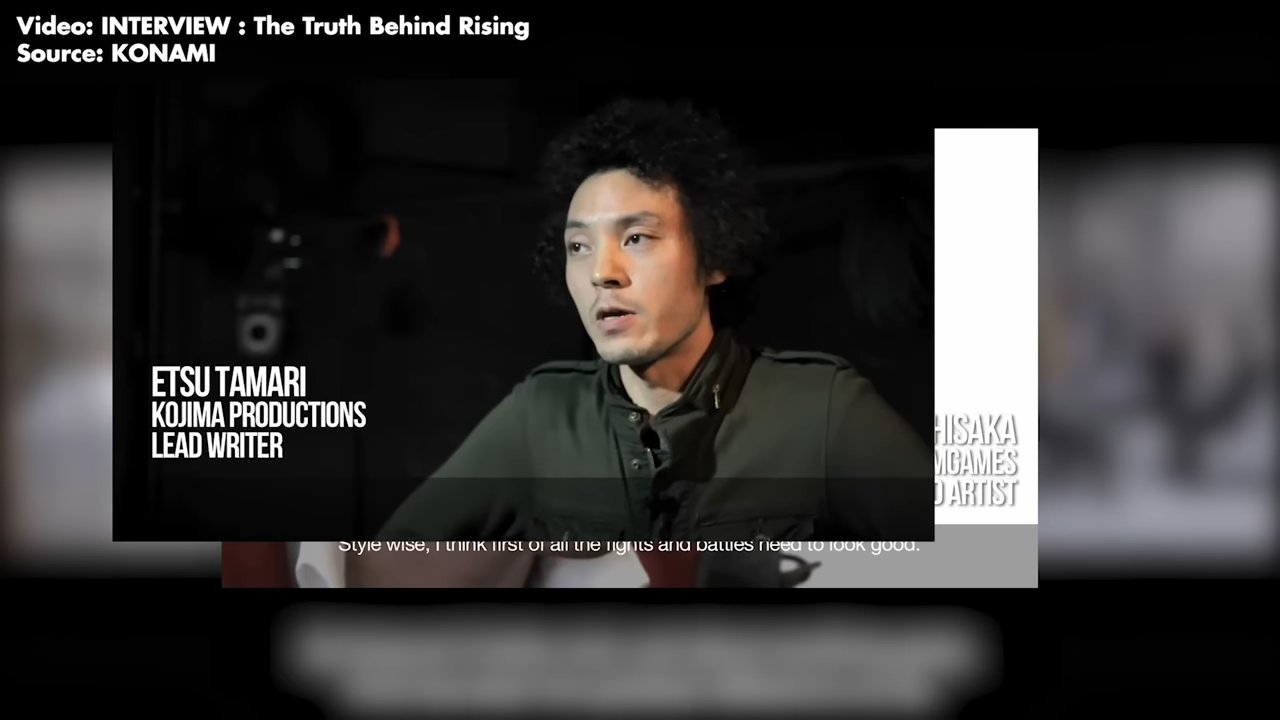 Video: INTERVIEW : The Truth Behind Rising
Source: KONAMI
ETSU TAMARI
KOJIMA PRODUCTIONS
LEAD WRITER
HISAKA
MGAMES
ARTIST
Style wise, I think first of all the fights and battles need to look good.